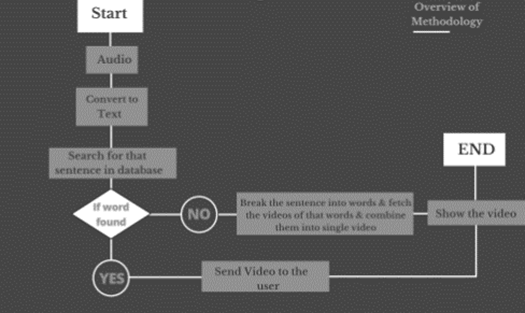 Overview of
Methodology
Start
Audio
Convert to
Text
Search for that
sentence in database
If word
found
NO
Break the sentence into words & fetch
the videos of that words & combine
them into single video
Show the video
END
YES
Send Video to the
user